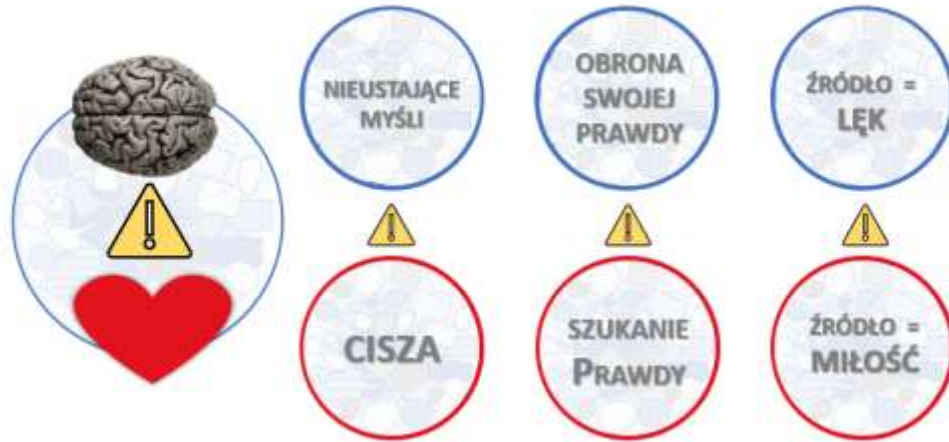 NIEUSTAJĄCE
MYŚLI
OBRONA
SWOJEJ
PRAWDY
ŹRÓDŁO =
LĘK
CISZA
SZUKANIE
PRAWDY
ŹRÓDŁO =
MIŁOŚĆ